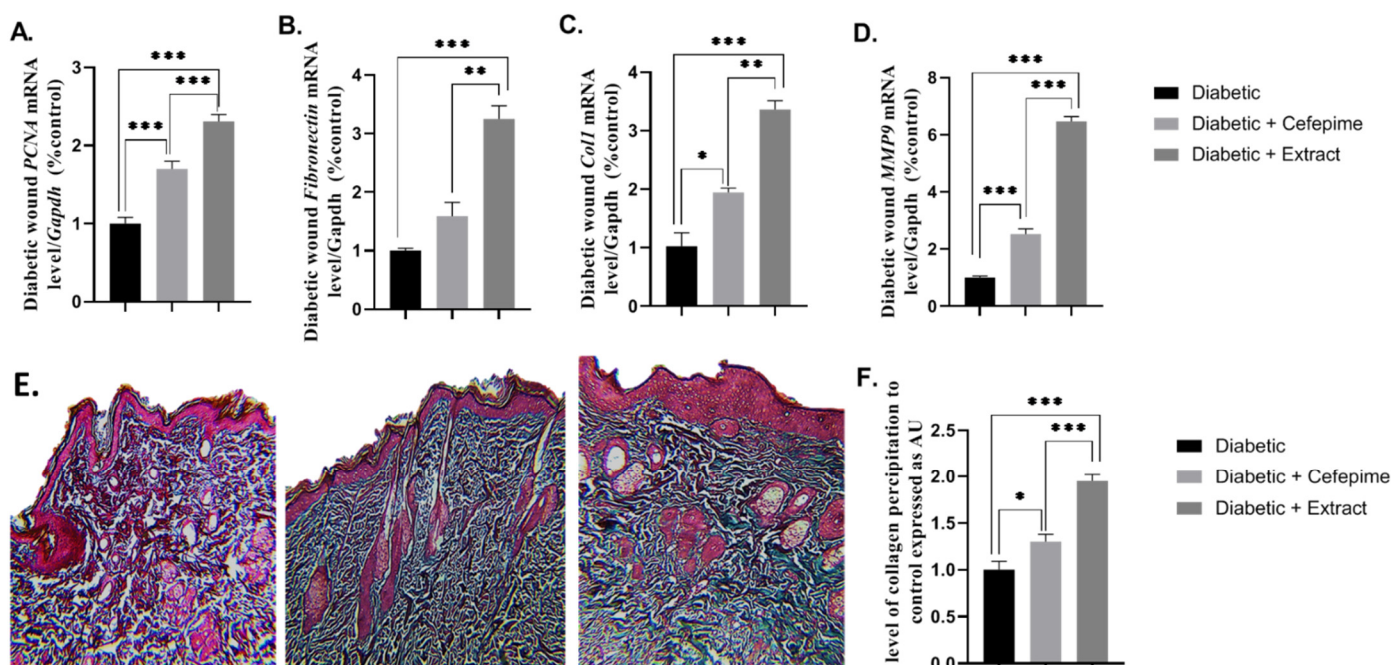 A.
Diabetic wound PCNA mRNA
level/Gapdh (%control)
3
2
1
0
***
***
***
B.
Diabetic wound Fibronectin mRNA
level/Gapdh (%control)
4
3
2
1
0
***
**
C.
Diabetic wound Col1 mRNA
level/Gapdh (%control)
4
3
2
1
0
***
**
*
D.
Diabetic wound MMP9 mRNA
level/Gapdh (%control)
8
6
4
2
0
***
***
***
Diabetic
Diabetic + Cefepime
Diabetic + Extract
E.
F.
level of collagen percipitation to
control expressed as AU
2.5
2.0
1.5
1.0
0.5
0.0
***
***
*
Diabetic
Diabetic + Cefepime
Diabetic + Extract